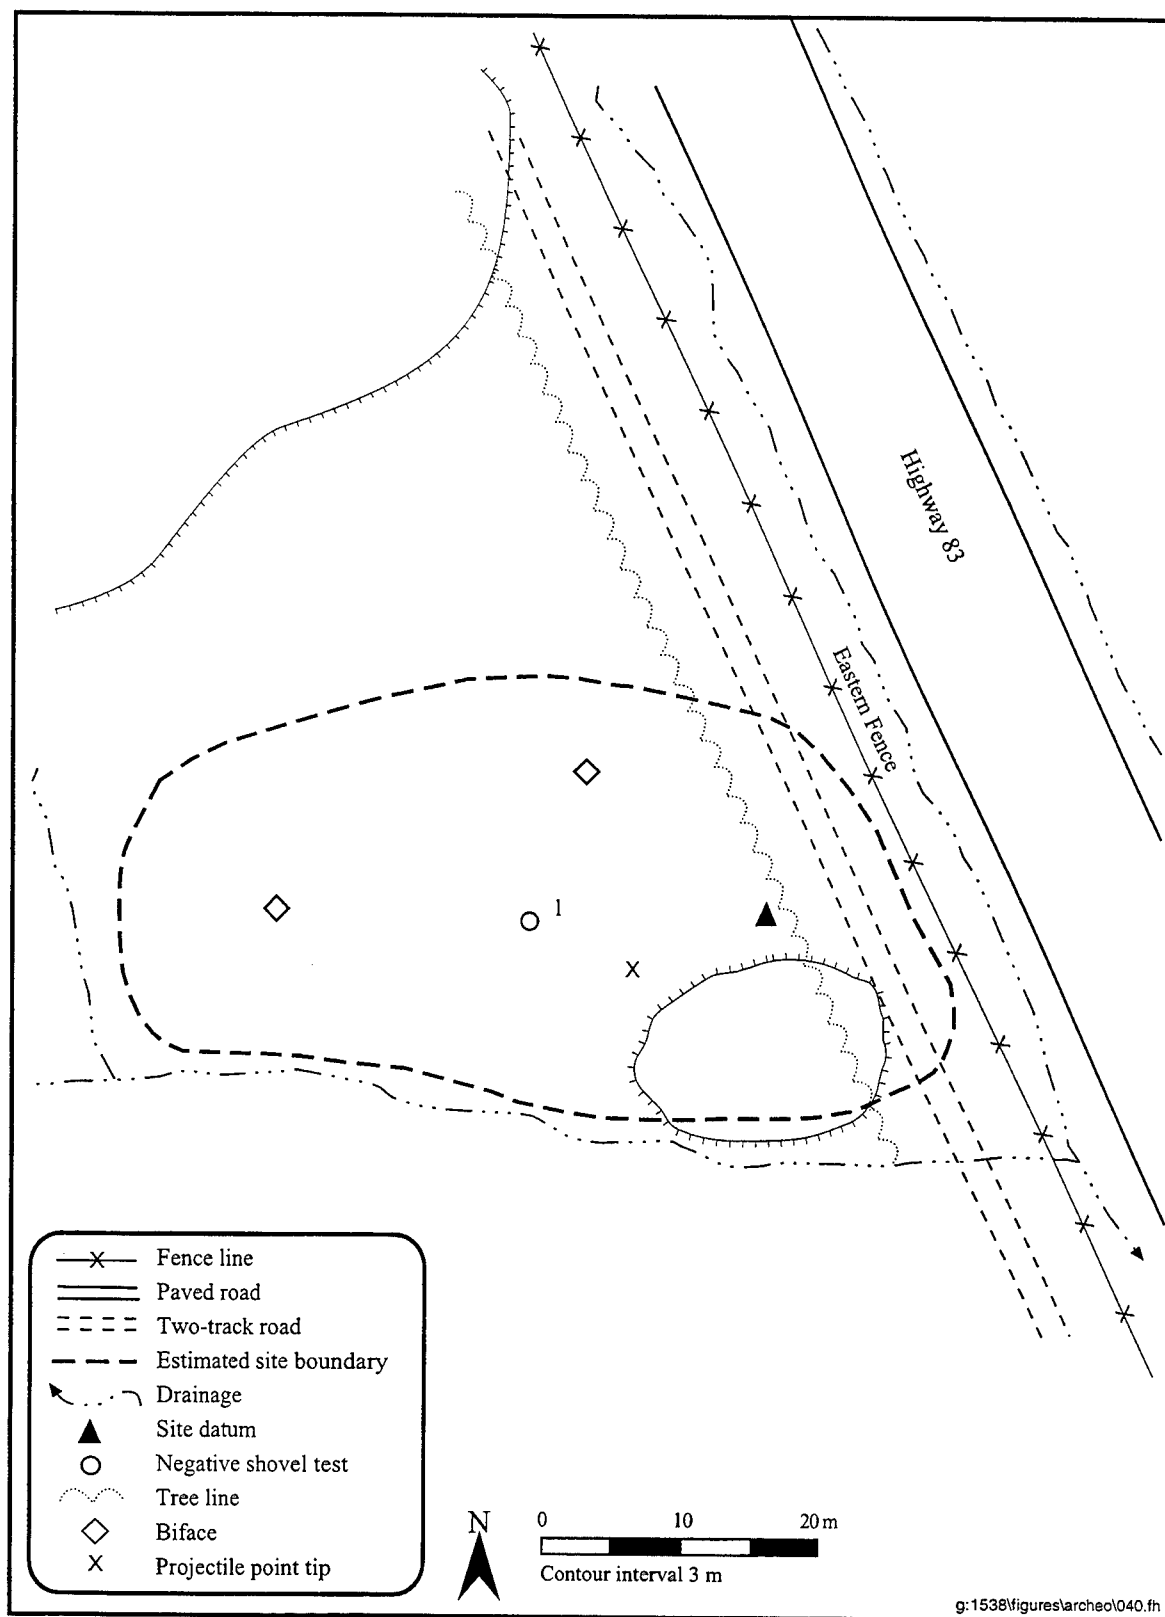 Highway 83
Eastern Fence
1
Fence line
Paved road
Two-track road
Estimated site boundary
Drainage
Site datum
Negative shovel test
Tree line
Biface
X Projectile point tip
N
0 10 20 m
Contour interval 3 m
g:1538\figures\archeo\040.fh